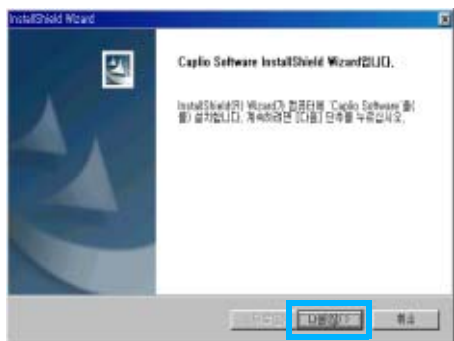 InstallShield Wizard
Caplio Software InstallShield Wizard입니다.
InstallShield(R) Wizard가 컴퓨터에 'Caplio Software'을(
를) 설치합니다. 계속하려면 [다음] 단추를 누르십시오.
다음(N) >
취소